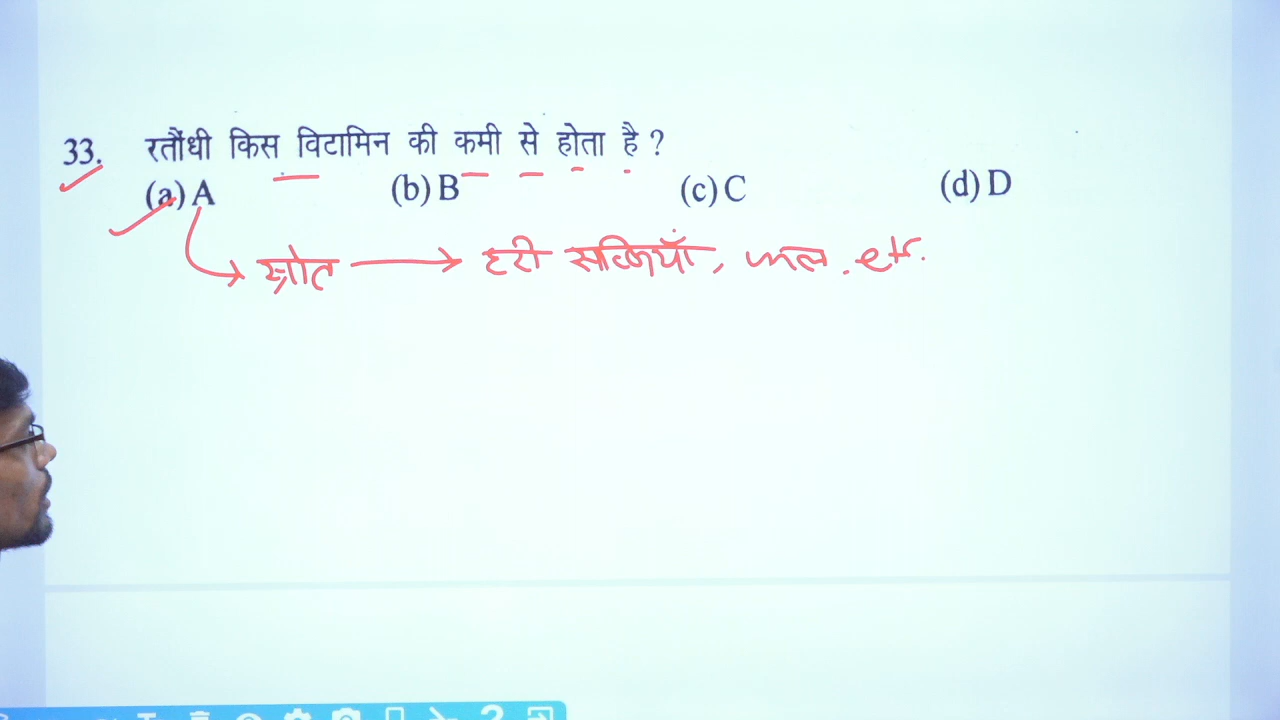 33. रतौंधी किस विटामिन की कमी से होता है ?
(a) A (b) B (c) C (d) D
स्रोत → हरी सब्जियाँ, फल. etc.